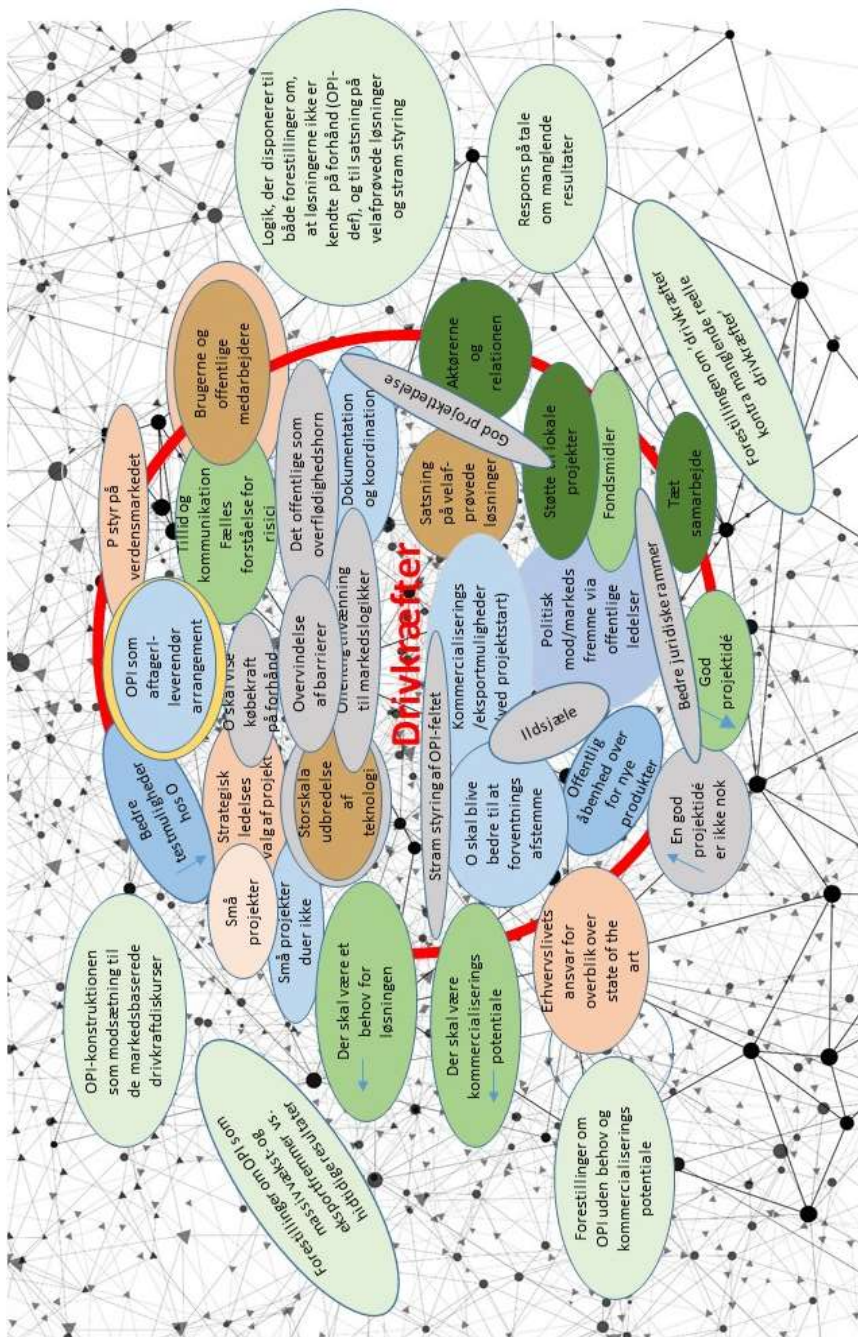 OPI-konstruktionen
som modsætning til
de markedsbaserede
drivkraftdiskurser
Bedre
testmuligheder
hos O
OPI som
aftager/-
leverendør
arrangement
P styr på
verdensmarkedet
Tillid og
kommunikation
Fælles
forståelse for
risici
Brugerne og
offentlige
medarbejdere
Logik, der disponerer til
både forestillinger om,
at løsningerne ikke er
kendte på forhånd (OPI-
def), og til satsning på
velafprøvede løsninger
og stram styring
Forestillinger om OPI som
massiv vækst- og
eksportfremmer vs.
hidtidige resultater
Små
projekter
Små projekter
duer ikke
Strategisk
ledelses
valg af projekt
O skal vise
købekraft
på forhånd
Storskala
udbredelse
af
teknologi
Overvindelse
af barrierer
Offentlig tilvænning
til markedslogikker
Det offentlige som
overflødighedshorn
Dokumentation
og koordination
God projektledelse
Der skal være et
behov for
løsningen
Drivkræfter
Stram styring af OPI-feltet
Satsning
på velaf-
prøvede
løsninger
Aktørerne
og
relationen
Respons på tale
om manglende
resultater
Der skal være
kommercialiserings
potentiale
O skal blive
bedre til at
forventnings
afstemme
Kommercialiserings
/eksportmuligheder
(ved projektstart)
Støtte til lokale
projekter
Ildsjæle
Politisk
mod/markeds
fremme via
offentlige
ledelser
Fondsmidler
Offentlig
åbenhed over
for nye
produkter
Erhvervslivets
ansvar for
overblik over
state of the
art
Bedre juridiske rammer
Tæt
samarbejde
En god
projektidé
er ikke nok
God
projektidé
Forestillinger om
OPI uden behov og
kommercialiserings
potentiale
Forestillingen om 'drivkræfter'
kontra manglende reelle
drivkræfter